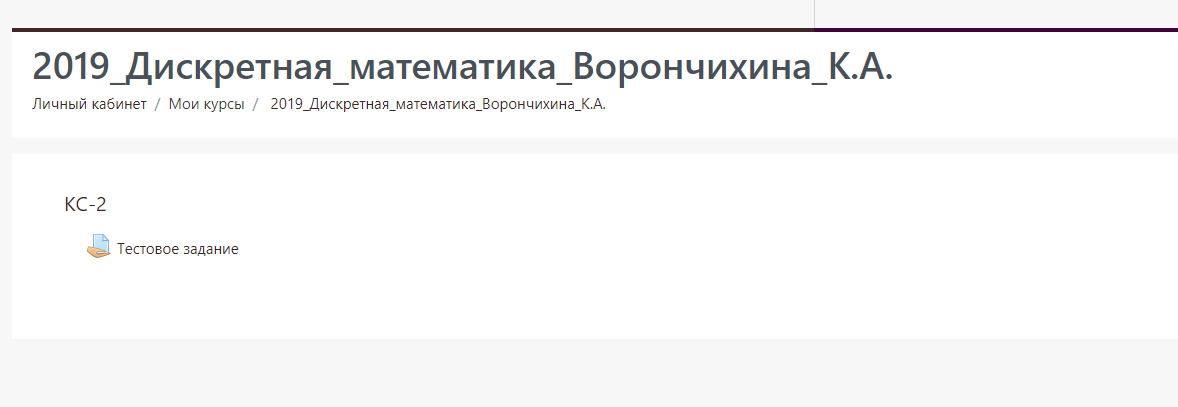 2019_Дискретная_математика_Ворончихина_К.А.
Личный кабинет / Мои курсы / 2019_Дискретная_математика_Ворончихина_К.А.
КС-2
Тестовое задание